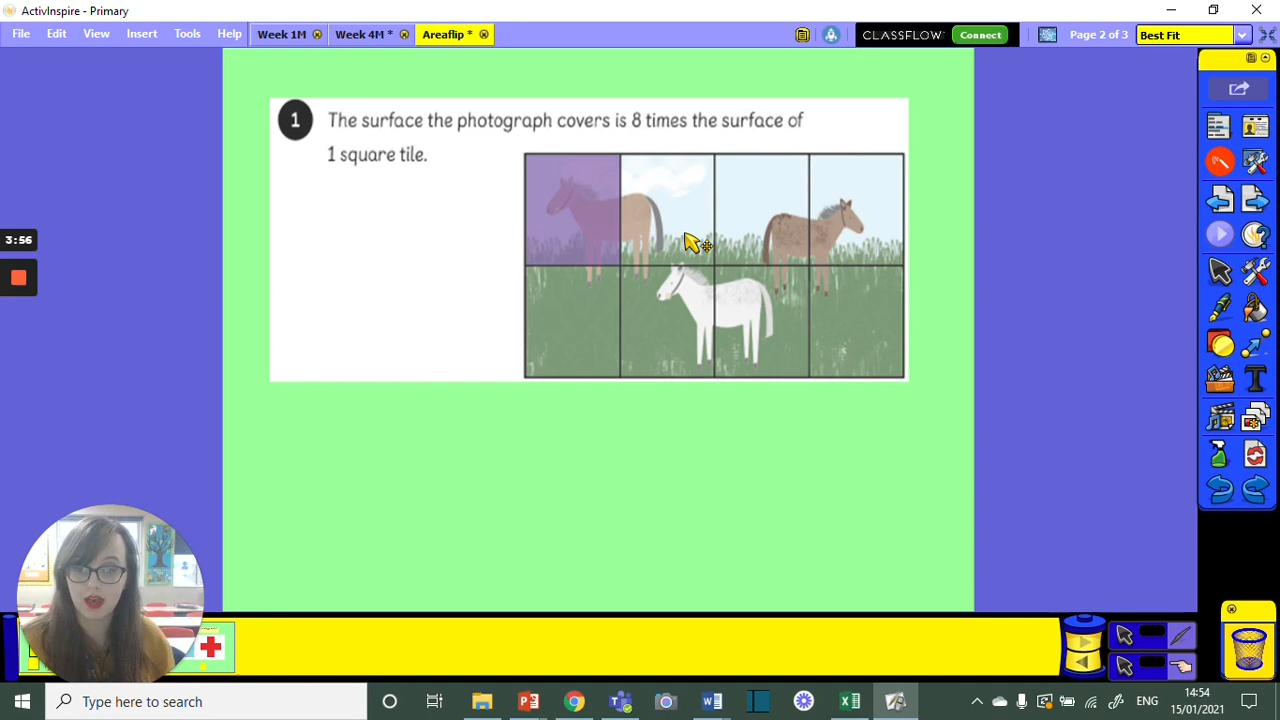 ActivInspire - Primary
File Edit View Insert Tools Help
Week 1M
Week 4M *
Areaflip *
CLASSFLOW
Connect
Page 2 of 3
Best Fit
1 The surface the photograph covers is 8 times the surface of
1 square tile.
3:56
Type here to search
ENG
14:54
15/01/2021